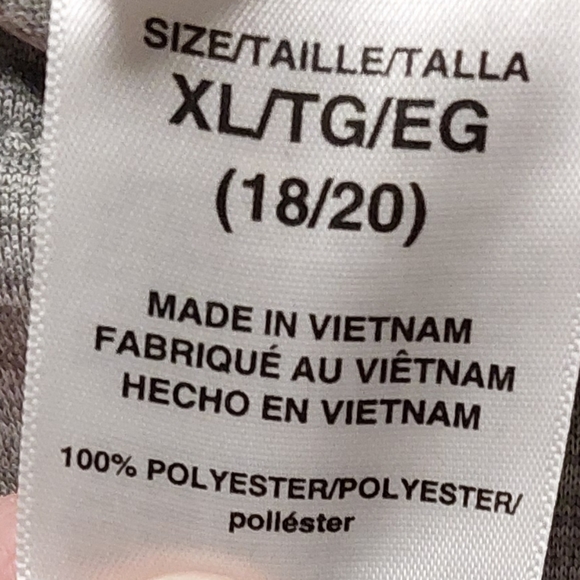 SIZE/TAILLE/TALLA
XL/TG/EG
(18/20)
MADE IN VIETNAM
FABRIQUÉ AU VIÊTNAM
HECHO EN VIETNAM
100% POLYESTER/POLYESTER/
poliéster